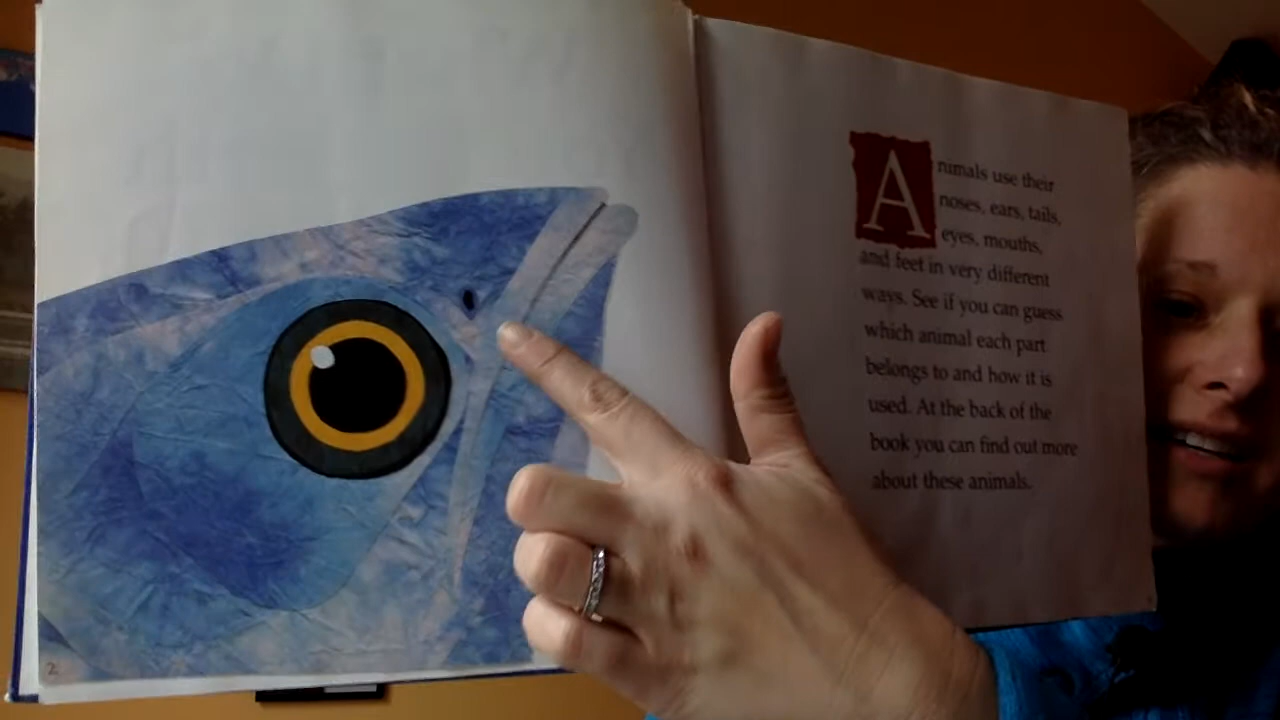 2
Animals use their
noses, ears, tails,
eyes, mouths,
and feet in very different
ways. See if you can guess
which animal each part
belongs to and how it is
used. At the back of the
book you can find out more
about these animals.